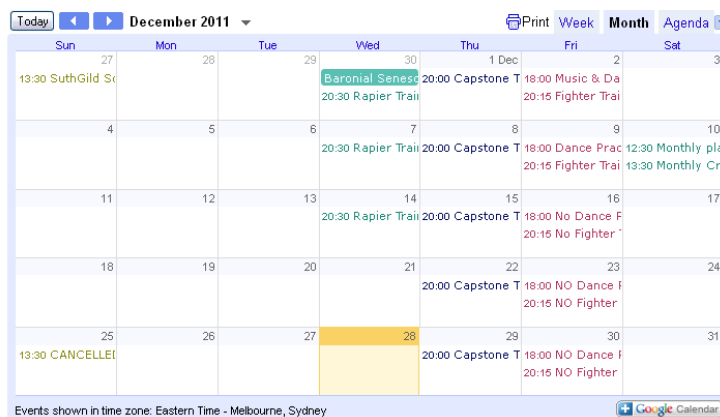 Today December 2011 Print Week Month Agenda
Sun Mon Tue Wed Thu Fri Sat
27 28 29 30 1 Dec 2 3
13:30 SuthGild Baronial 20:00 Capstone T 18:00 Music & Da
20:30 Rapier Trai 20:15 Fighter Trai
4 5 6 7 8 9 10
20:30 Rapier Trai 20:00 Capstone T 18:00 Dance Prac 12:30 Monthly pla
20:15 Fighter Trai 13:30 Monthly Cr
11 12 13 14 15 16 17
20:30 Rapier Trai 20:00 Capstone T 18:00 No Dance P
20:15 No Fighter
18 19 20 21 22 23 24
20:00 Capstone T 18:00 NO Dance
20:15 NO Fighter
25 26 27 28 29 30 31
13:30 CANCELLE 20:00 Capstone T 18:00 NO Dance
20:15 NO Fighter
Events shown in time zone: Eastern Time - Melbourne, Sydney Google Calendar